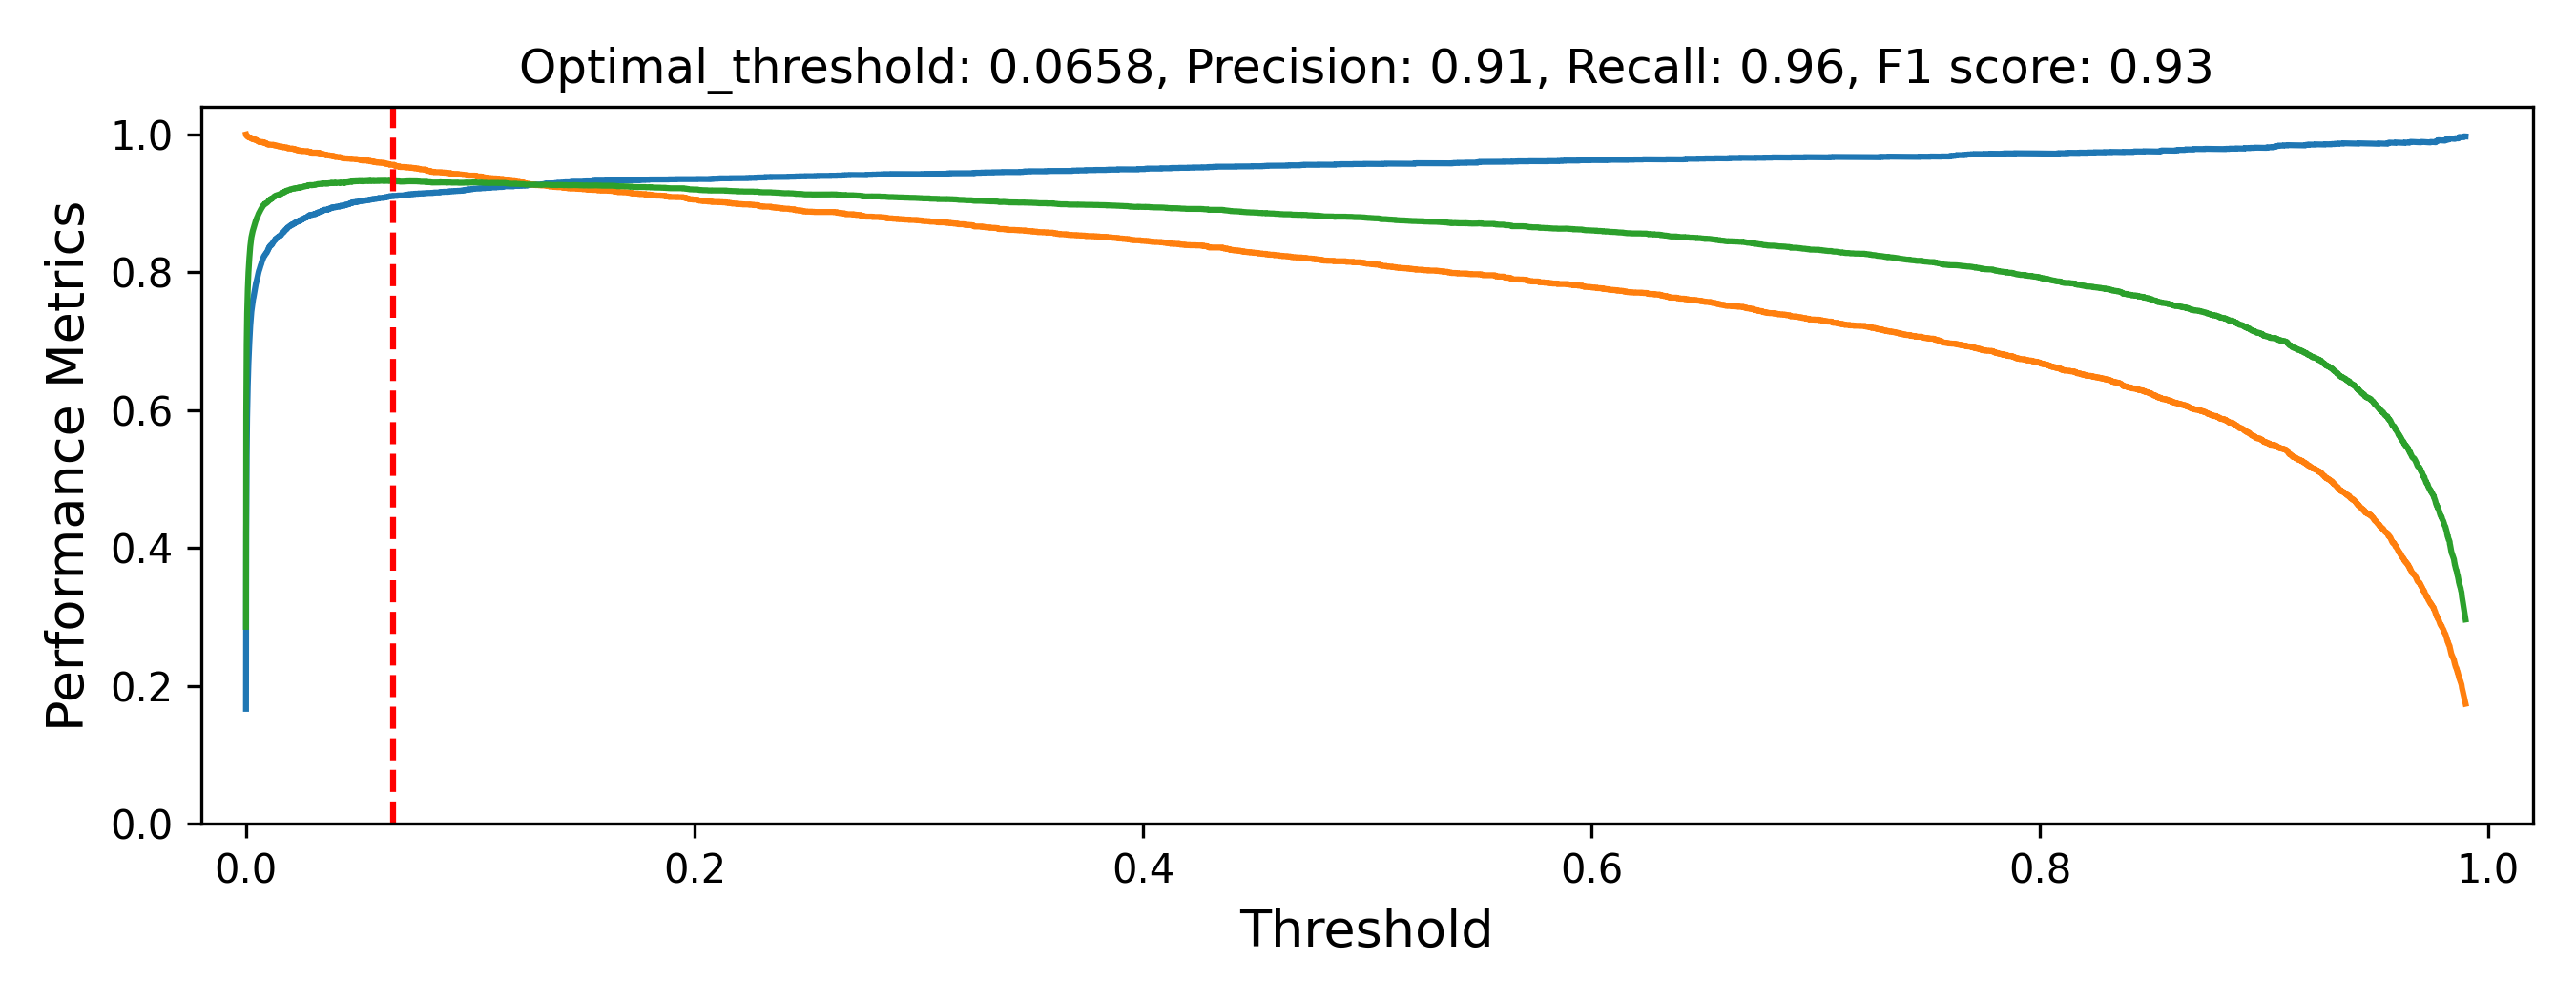 Optimal_threshold: 0.0658, Precision: 0.91, Recall: 0.96, F1 score: 0.93
Performance Metrics
1.0
0.8
0.6
0.4
0.2
0.0
0.0 0.2 0.4 0.6 0.8 1.0
Threshold